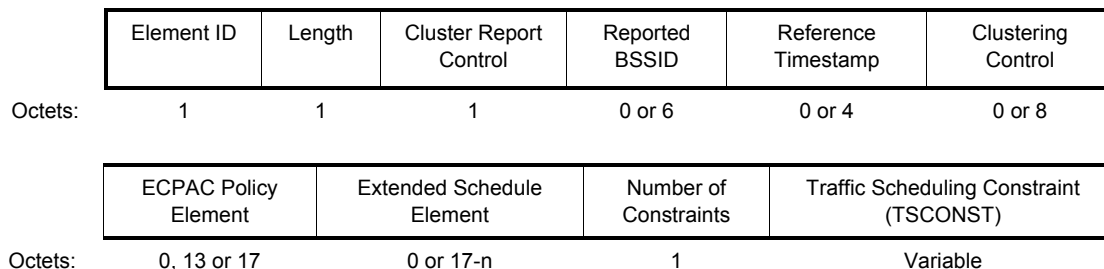 Element ID Length Cluster Report Control Reported BSSID Reference Timestamp Clustering Control
Octets: 1 1 1 0 or 6 0 or 4 0 or 8
ECPAC Policy Element Extended Schedule Element Number of Constraints Traffic Scheduling Constraint (TSCONST)
Octets: 0, 13 or 17 0 or 17-n 1 Variable